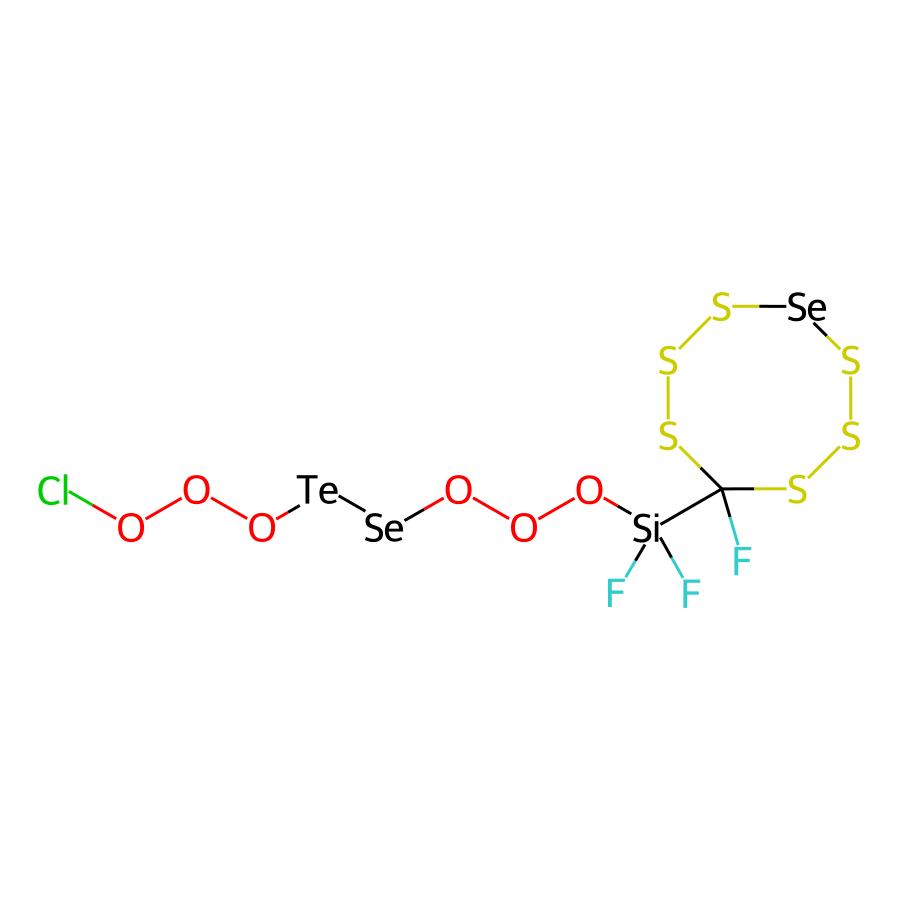 S Se
S S
S S
Cl O Te O O S
O O Se O Si
F F F